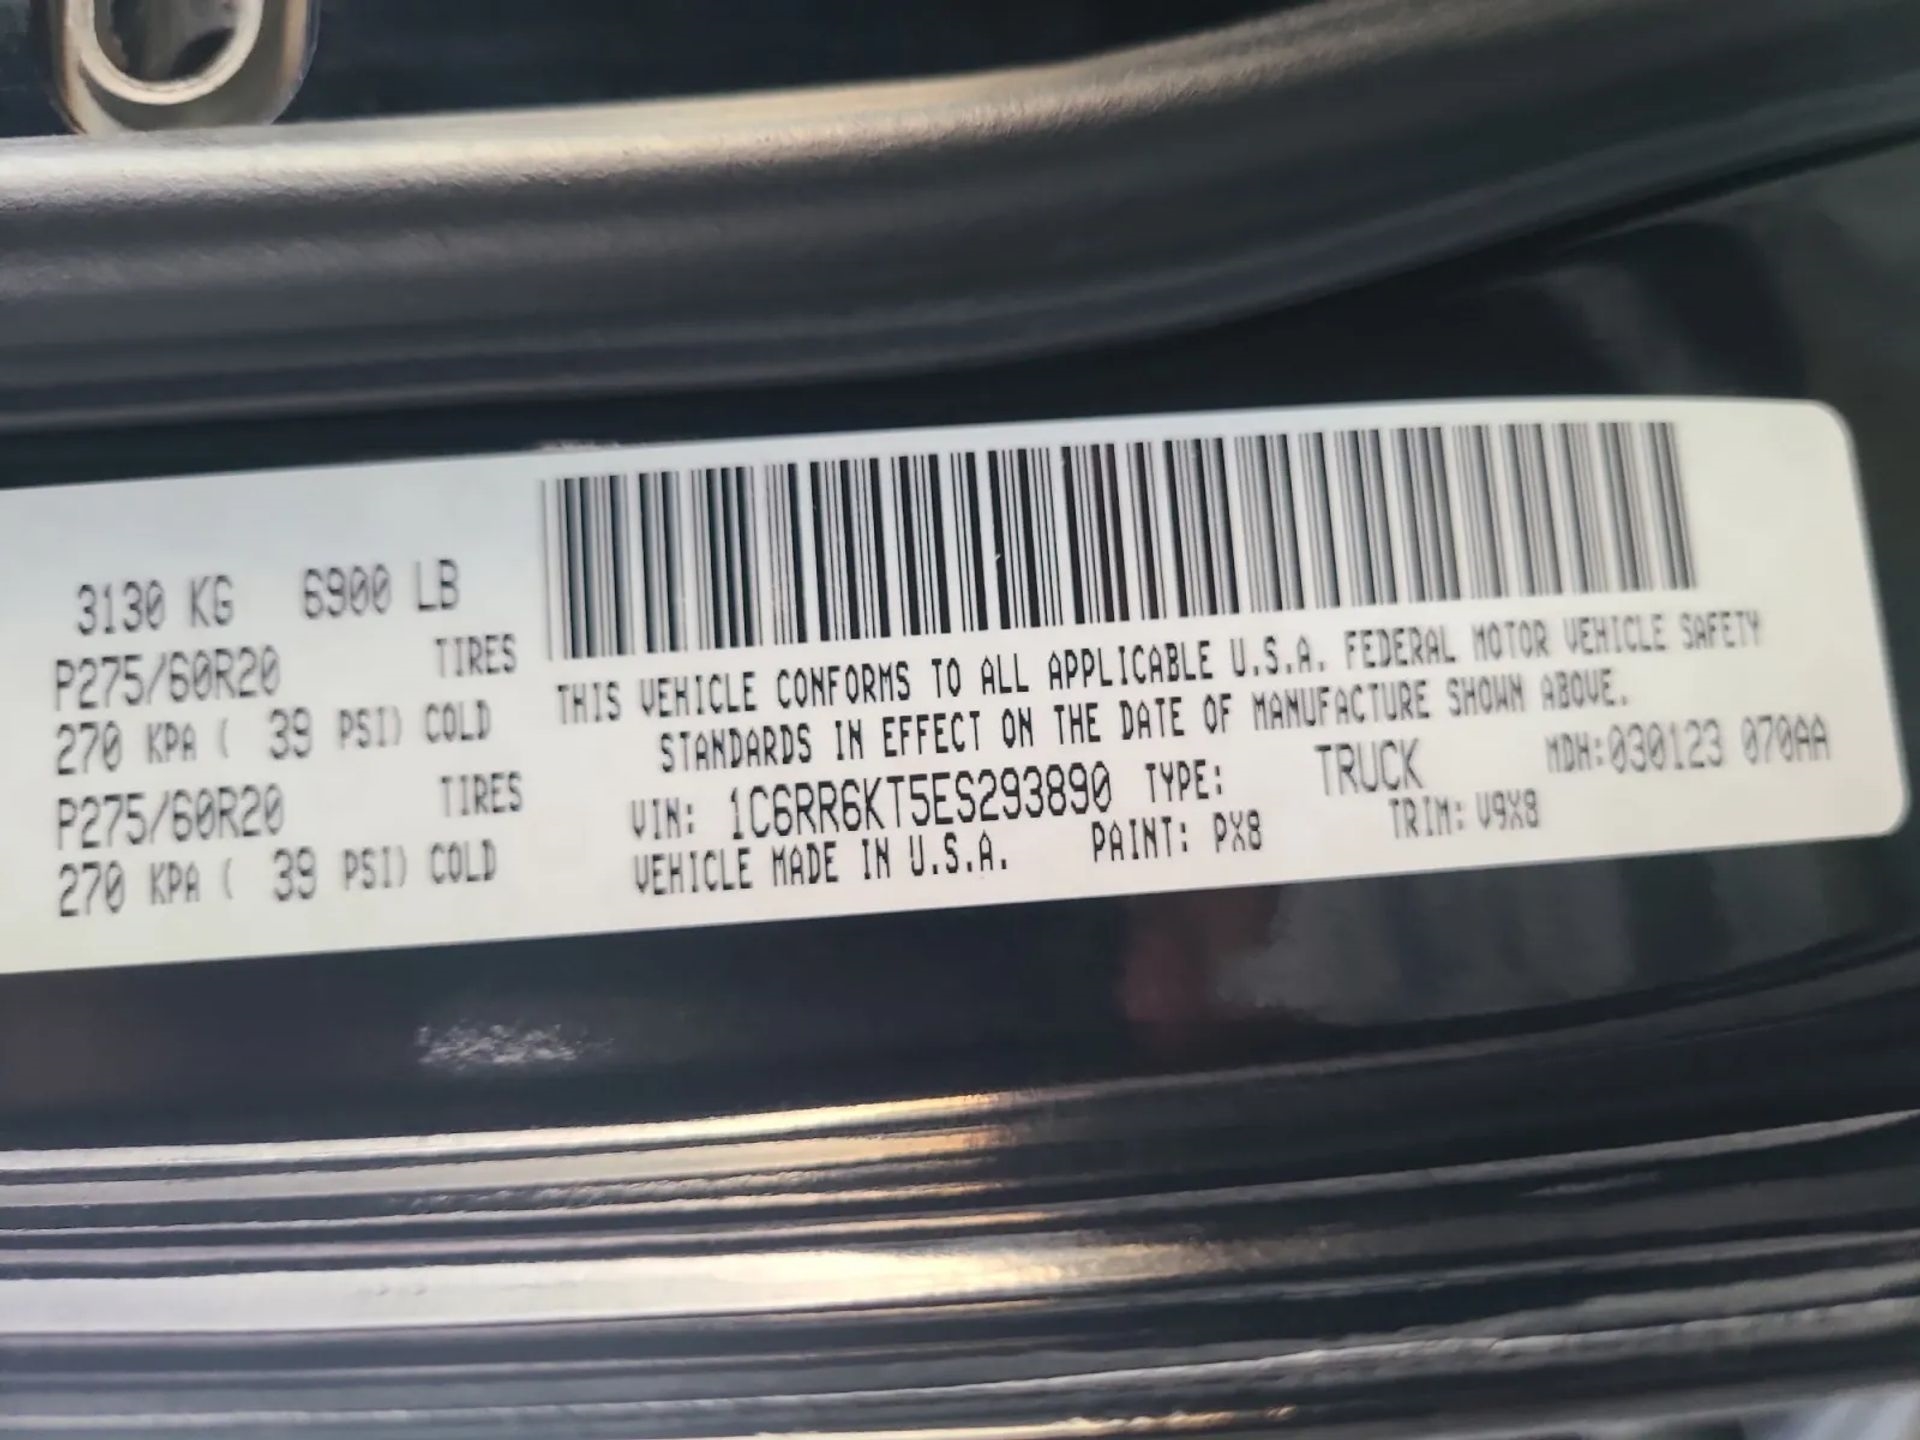 3130 KG 6900 LB
P275/60R20 TIRES
270 KPA ( 39 PSI) COLD
P275/60R20 TIRES
270 KPA ( 39 PSI) COLD
THIS VEHICLE CONFORMS TO ALL APPLICABLE U.S.A. FEDERAL MOTOR VEHICLE SAFETY
STANDARDS IN EFFECT ON THE DATE OF MANUFACTURE SHOWN ABOVE.
VIN: 1C6RR6KT5ES293890 TYPE: TRUCK MDH:030123 070AA
VEHICLE MADE IN U.S.A. PAINT: PX8 TRIM: V9X8